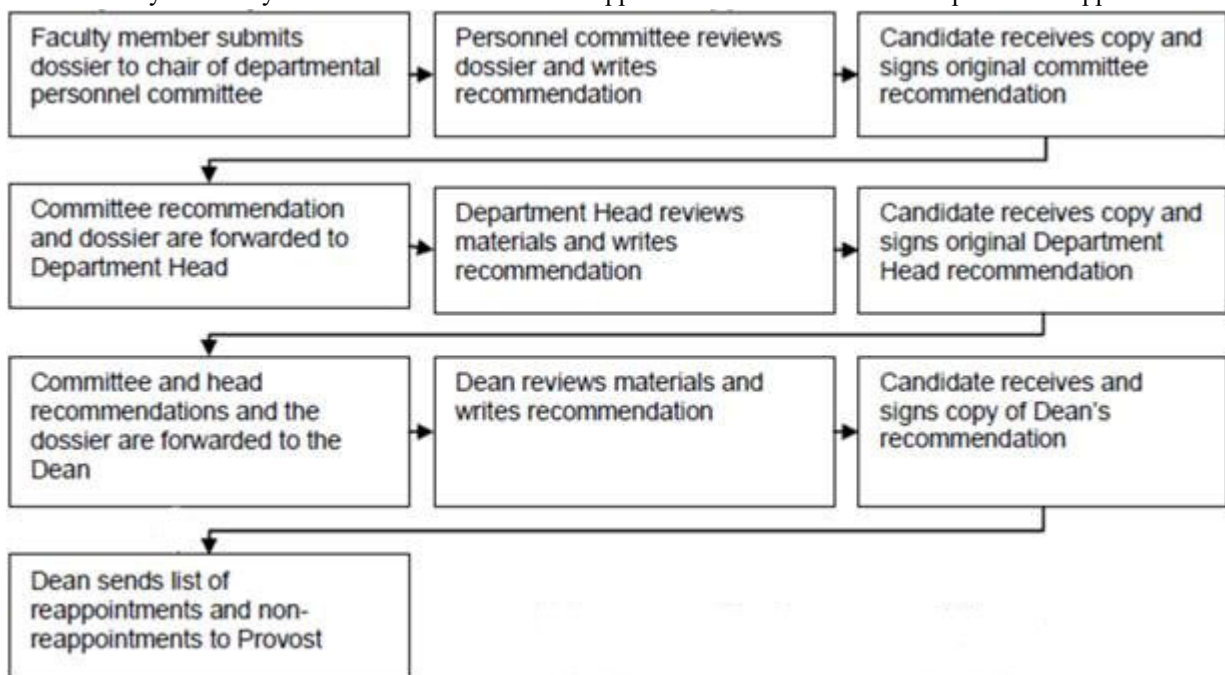 Faculty member submits
dossier to chair of departmental
personnel committee
Personnel committee reviews
dossier and writes
recommendation
Candidate receives copy and
signs original committee
recommendation
Committee recommendation
and dossier are forwarded to
Department Head
Department Head reviews
materials and writes
recommendation
Candidate receives copy and
signs original Department
Head recommendation
Committee and head
recommendations and the
dossier are forwarded to the
Dean
Dean reviews materials and
writes recommendation
Candidate receives and
signs copy of Dean's
recommendation
Dean sends list of
reappointments and non-
reappointments to Provost